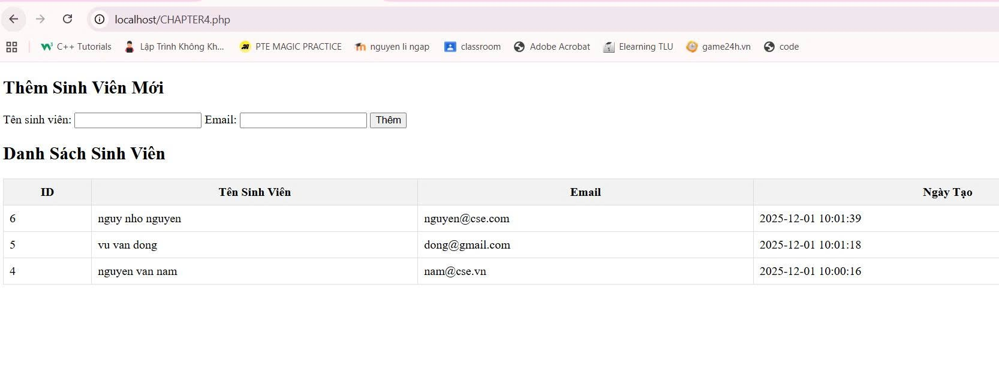 localhost/CHAPTER4.php
C++ Tutorials Lập Trình Không Kh... PTE MAGIC PRACTICE nguyen li ngap classroom Adobe Acrobat Elearning TLU game24h.vn code
Thêm Sinh Viên Mới
Tên sinh viên: Email: Thêm
Danh Sách Sinh Viên
ID Tên Sinh Viên Email Ngày Tạo
6 nguy nho nguyen nguyen@cse.com 2025-12-01 10:01:39
5 vu van dong dong@gmail.com 2025-12-01 10:01:18
4 nguyen van nam nam@cse.vn 2025-12-01 10:00:16